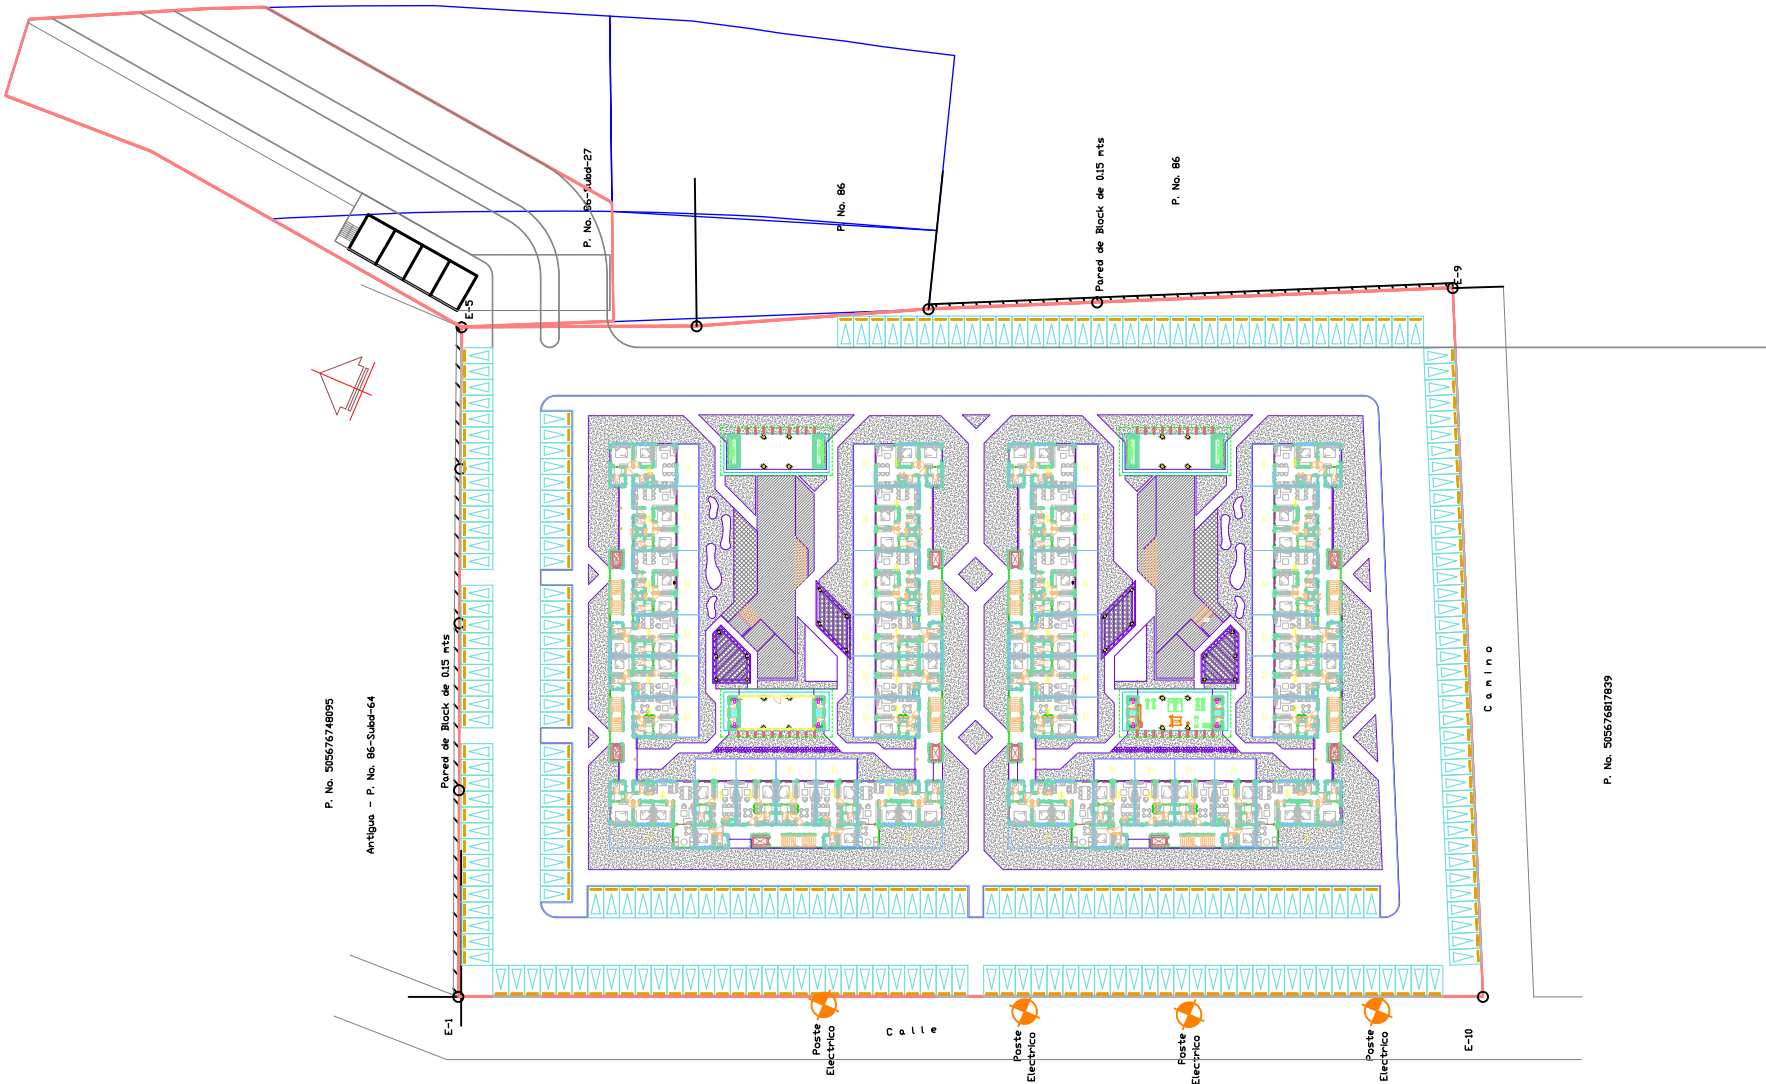 P. No. 86-Subd-27
P. No. 86
Pared de Block de 0.15 mts
P. No. 86
E-9
E-5
Camino
P. No. 505676817839
Pared de Block de 0.15 mts
P. No. 505676748095
Antigua - P. No. 86-Subd-64
E-1
Poste
Electrico
Calle
Poste
Electrico
Poste
Electrico
Poste
Electrico
E-10